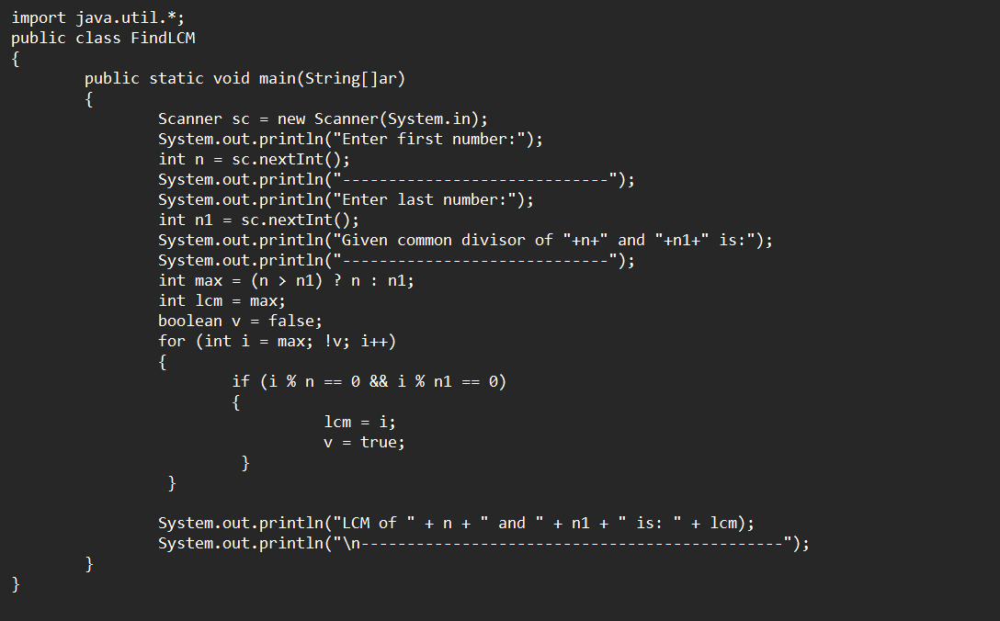 import java.util.*;
public class FindLCM
{
        public static void main(String[]ar)
        {
                Scanner sc = new Scanner(System.in);
                System.out.println("Enter first number:");
                int n = sc.nextInt();
                System.out.println("-----------------------------");
                System.out.println("Enter last number:");
                int n1 = sc.nextInt();
                System.out.println("Given common divisor of "+n+" and "+n1+" is:");
                System.out.println("-----------------------------");
                int max = (n > n1) ? n : n1;
                int lcm = max;
                boolean v = false;
                for (int i = max; !v; i++)
                {
                        if (i % n == 0 && i % n1 == 0)
                        {
                                  lcm = i;
                                  v = true;
                         }
                 }

                System.out.println("LCM of " + n + " and " + n1 + " is: " + lcm);
                System.out.println("\n----------------------------------------------");
        }
}